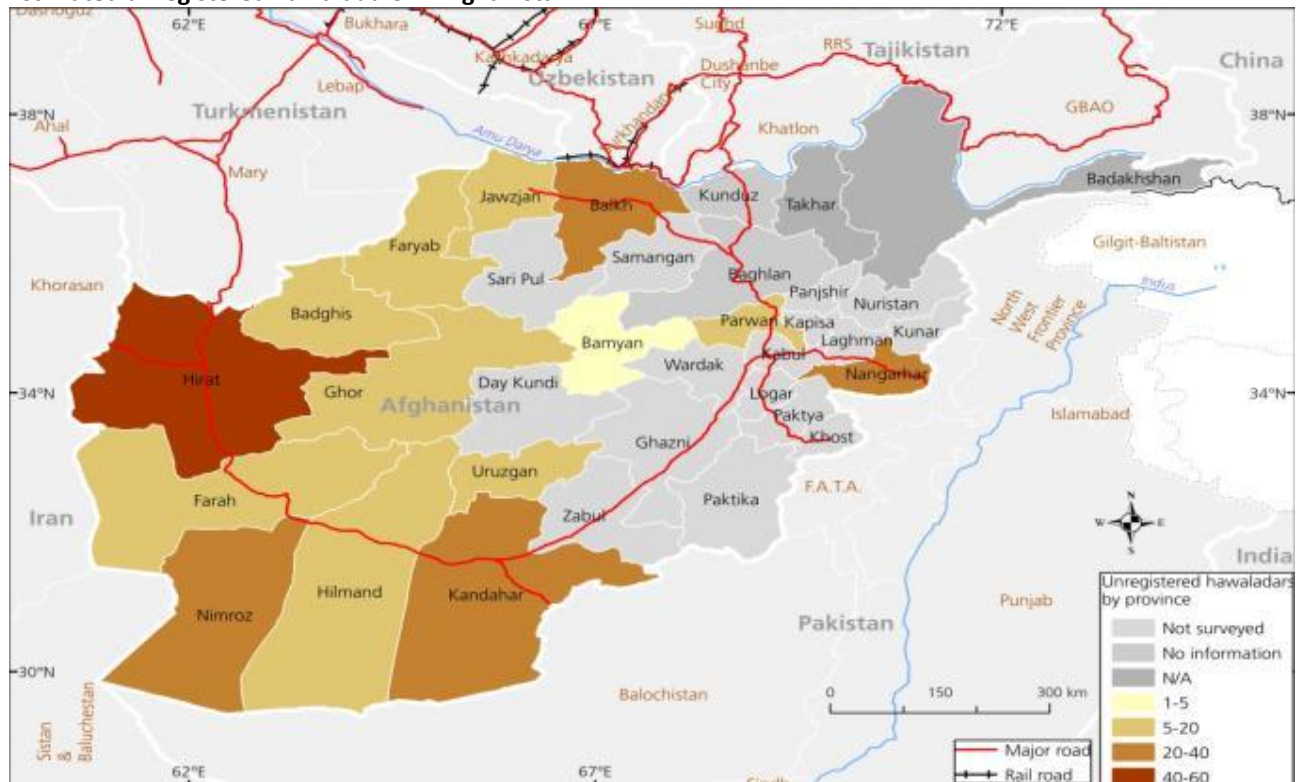 62°E
67°E
72°E
Bukhara
Sughd
RRS
Tajikistan
China
Kashkadarya
Uzbekistan
Dushanbe
City
Lebap
Turkmenistan
GBAO
38°N
38°N
Ahal
Khatlon
Amu Darya
Mary
Badakhshan
Jawzjan
Balkh
Kunduz
Takhar
Faryab
Gilgit-Baltistan
Samangan
Sari Pul
Baghlan
Khorasan
Panjshir
Nuristan
Indus
Badghis
North
West
Frontier
Province
Parwan
Kapisa
Kunar
Bamyan
Laghman
Kabul
Wardak
Nangarhar
Hirat
Day Kundi
34°N
34°N
Ghor
Afghanistan
Logar
Paktya
Islamabad
Khost
Ghazni
Uruzgan
F.A.T.A.
Farah
Paktika
Iran
Zabul
N
W
E
S
India
Hilmand
Kandahar
Nimroz
Punjab
Pakistan
30°N
Balochistan
0 150 300 km
Sistan
&
Baluchestan
Unregistered hawaladars
by province
Not surveyed
No information
N/A
1-5
5-20
20-40
40-60
Major road
Rail road
62°E
67°E